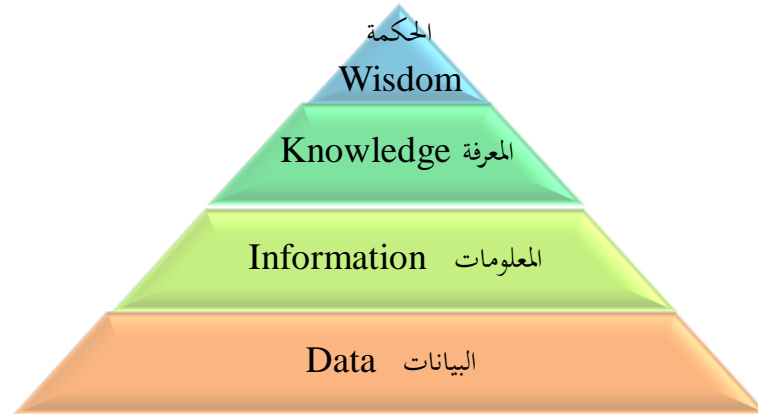 الحكمة
Wisdom
Knowledge المعرفة
Information المعلومات
Data البيانات